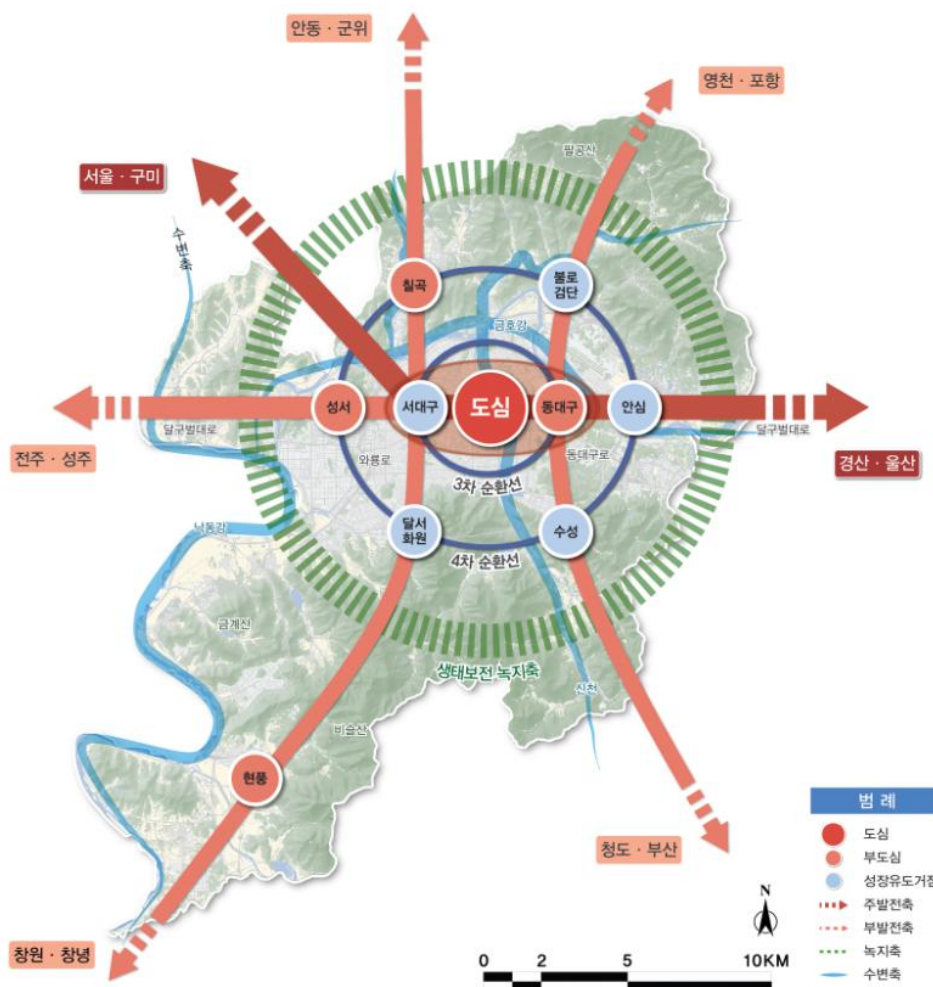 안동 · 군위
영천 · 포항
팔공산
서울 · 구미
수변축
칠곡
불로
검단
금호강
성서
서대구
도심
동대구
안심
달구벌대로
달구벌대로
전주 · 성주
와룡로
동대구로
경산 · 울산
3차 순환선
달서
화원
수성
낙동강
4차 순환선
금계산
생태보전 녹지축
신천
비슬산
현풍
청도 · 부산
창원 · 창녕
범 례
도심
부도심
성장유도거점
주발전축
부발전축
녹지축
수변축
N
0 2 5 10KM